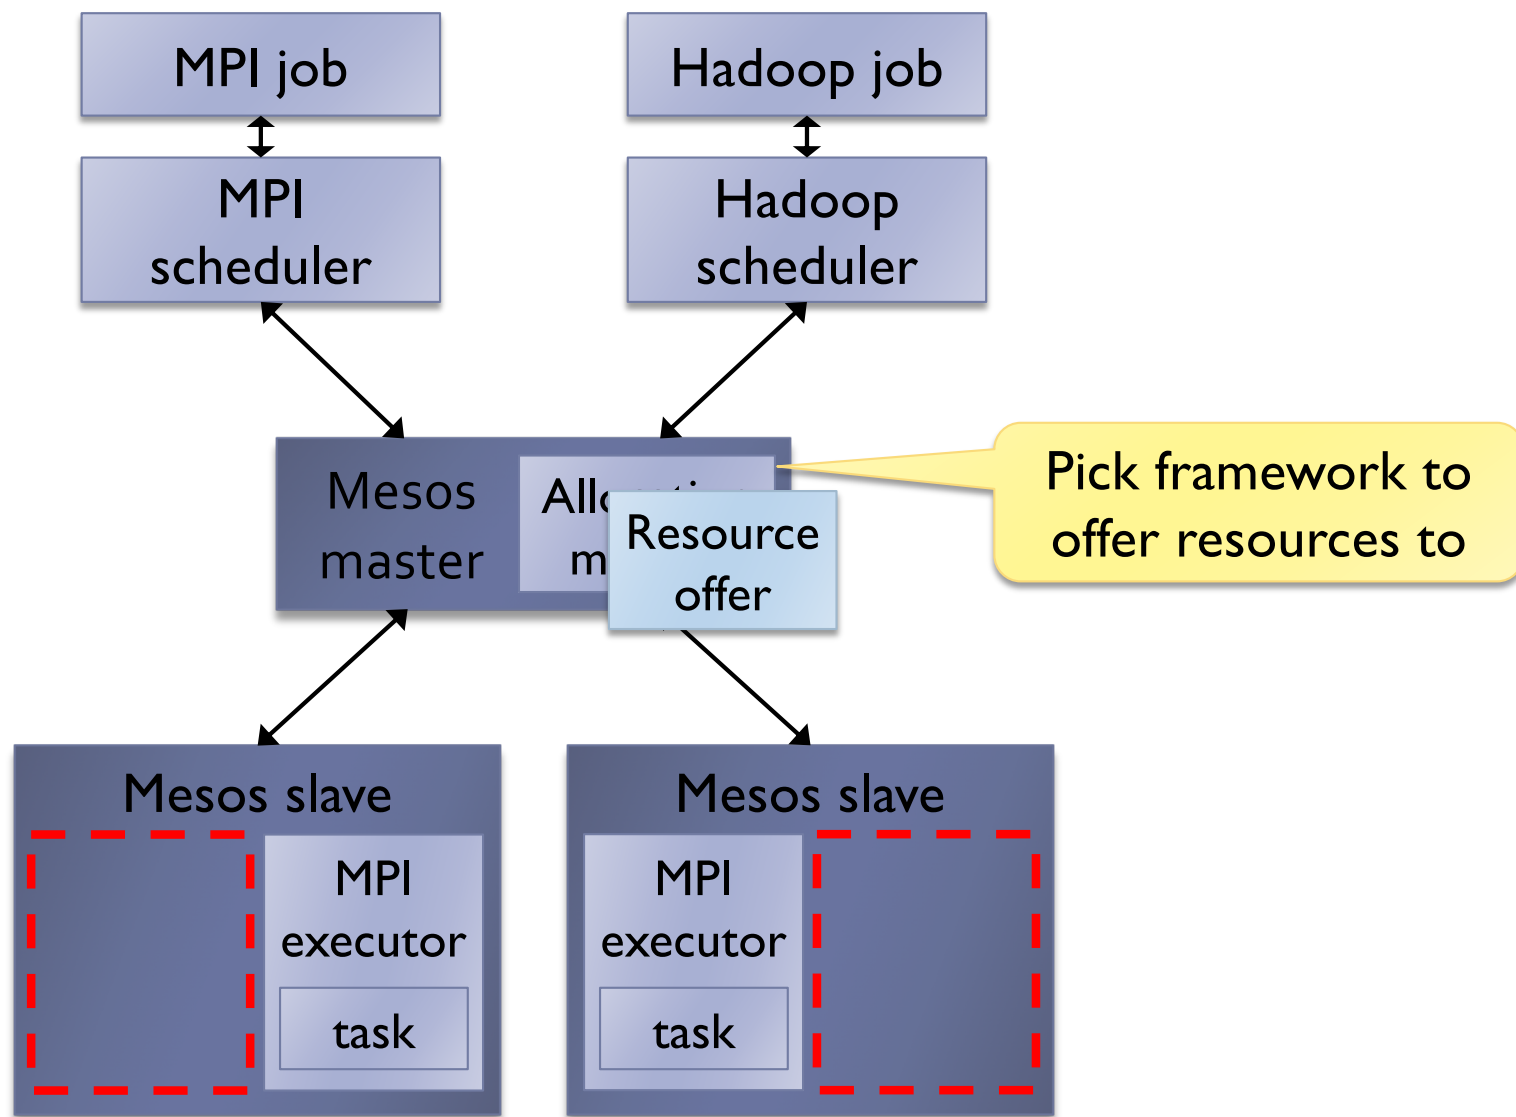 MPI job
Hadoop job
MPI
scheduler
Hadoop
scheduler
Mesos
master
Resource
offer
Pick framework to
offer resources to
Mesos slave
MPI
executor
task
Mesos slave
MPI
executor
task